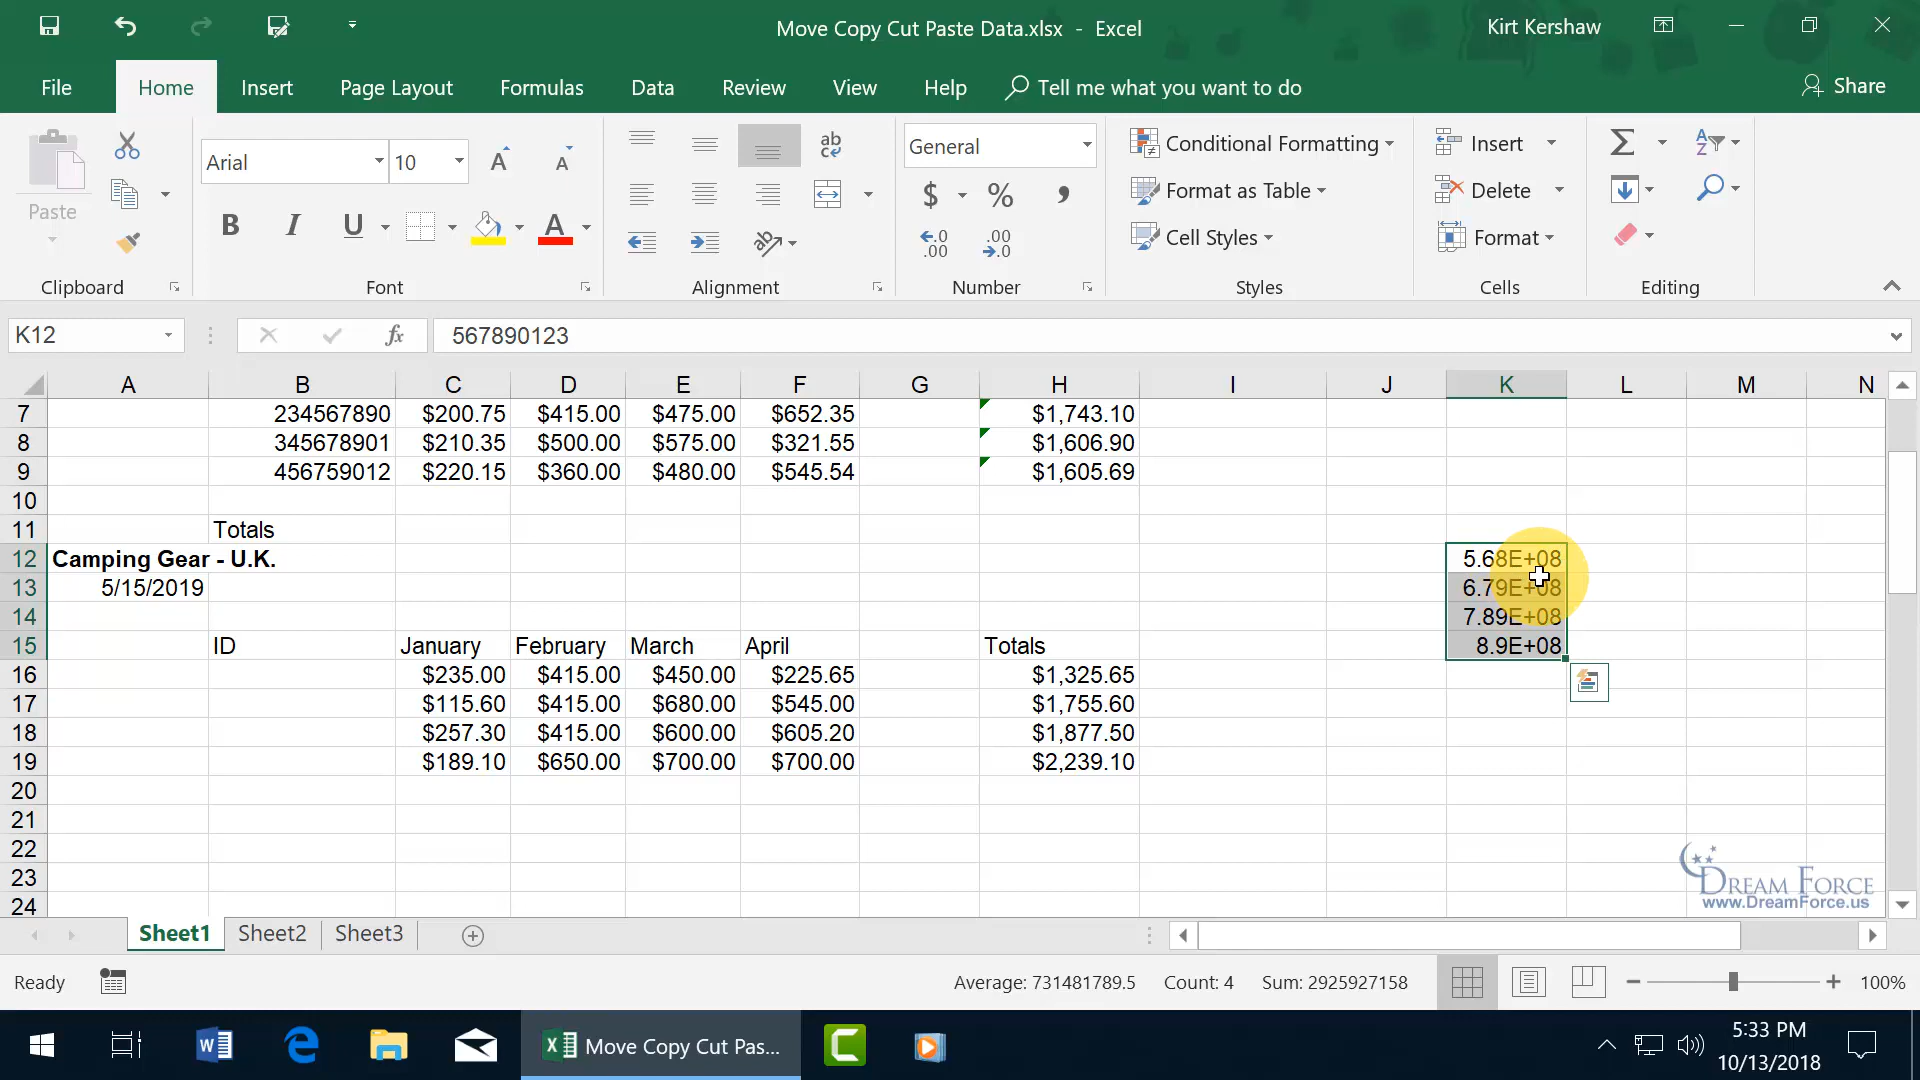 Move Copy Cut Paste Data.xlsx - Excel
Kirt Kershaw
File Home Insert Page Layout Formulas Data Review View Help Tell me what you want to do Share
Paste
Arial 10
General
Conditional Formatting
Format as Table
Cell Styles
Insert
Delete
Format
Clipboard Font Alignment Number Styles Cells Editing
K12 fx 567890123
A B C D E F G H I J K L M N
7 234567890 $200.75 $415.00 $475.00 $652.35 $1,743.10
8 345678901 $210.35 $500.00 $575.00 $321.55 $1,606.90
9 456759012 $220.15 $360.00 $480.00 $545.54 $1,605.69
10
11 Totals
12 Camping Gear - U.K. 5.68E+08
13 5/15/2019 6.79E+08
14 7.89E+08
15 ID January February March April Totals 8.9E+08
16 $235.00 $415.00 $450.00 $225.65 $1,325.65
17 $115.60 $415.00 $680.00 $545.00 $1,755.60
18 $257.30 $415.00 $600.00 $605.20 $1,877.50
19 $189.10 $650.00 $700.00 $700.00 $2,239.10
20
21
22
23
24
DREAM FORCE
www.DreamForce.us
Sheet1 Sheet2 Sheet3
Ready Average: 731481789.5 Count: 4 Sum: 2925927158 100%
Move Copy Cut Pas...
5:33 PM
10/13/2018